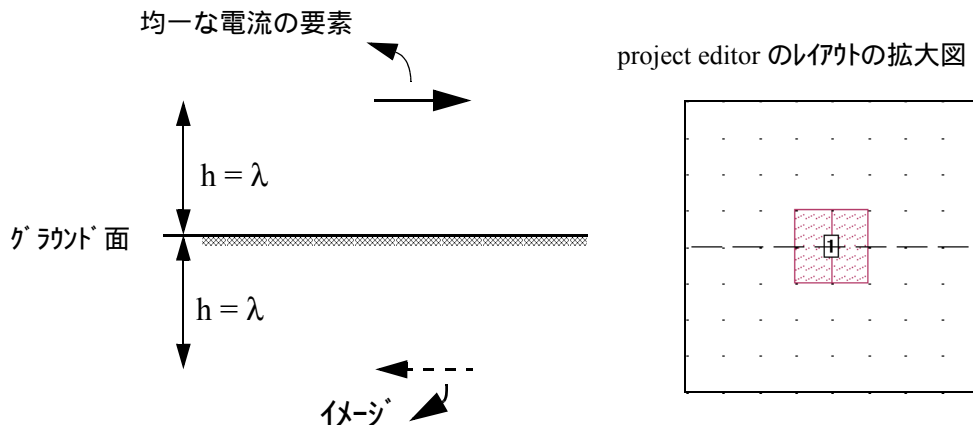 均一な電流の要素
project editor のレイアウトの拡大図
h = λ
グラウンド面
h = λ
イメージ
1